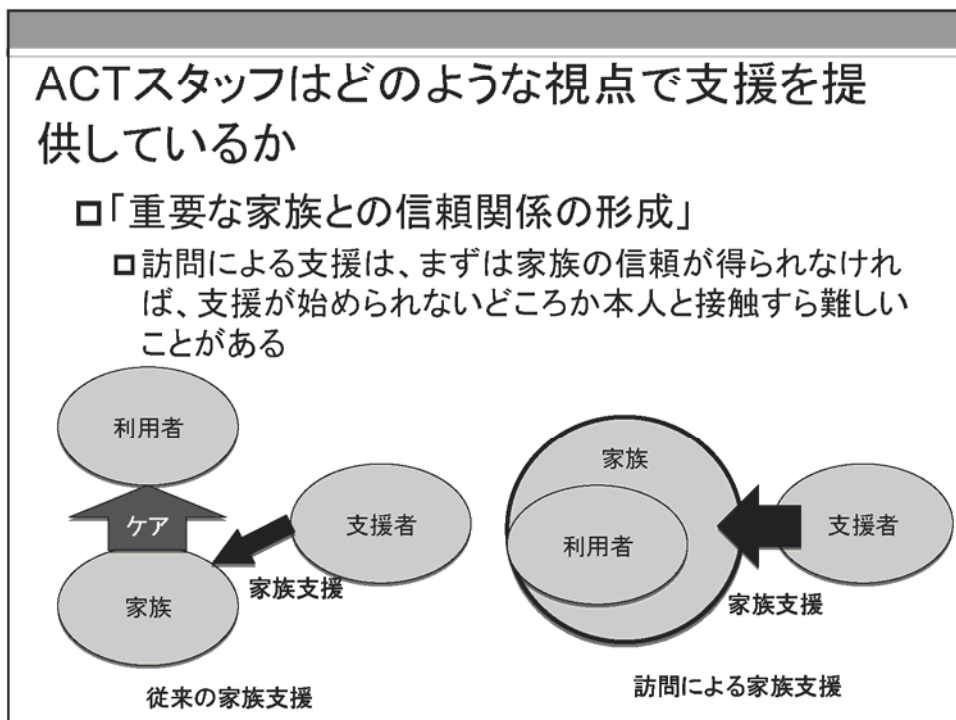 ACTスタッフはどのような視点で支援を提
供しているか
「重要な家族との信頼関係の形成」
訪問による支援は、まずは家族の信頼が得られなけれ
ば、支援が始められないどころか本人と接触すら難しい
ことがある
利用者
ケア
家族
支援者
家族支援
従来の家族支援
家族
利用者
支援者
家族支援
訪問による家族支援